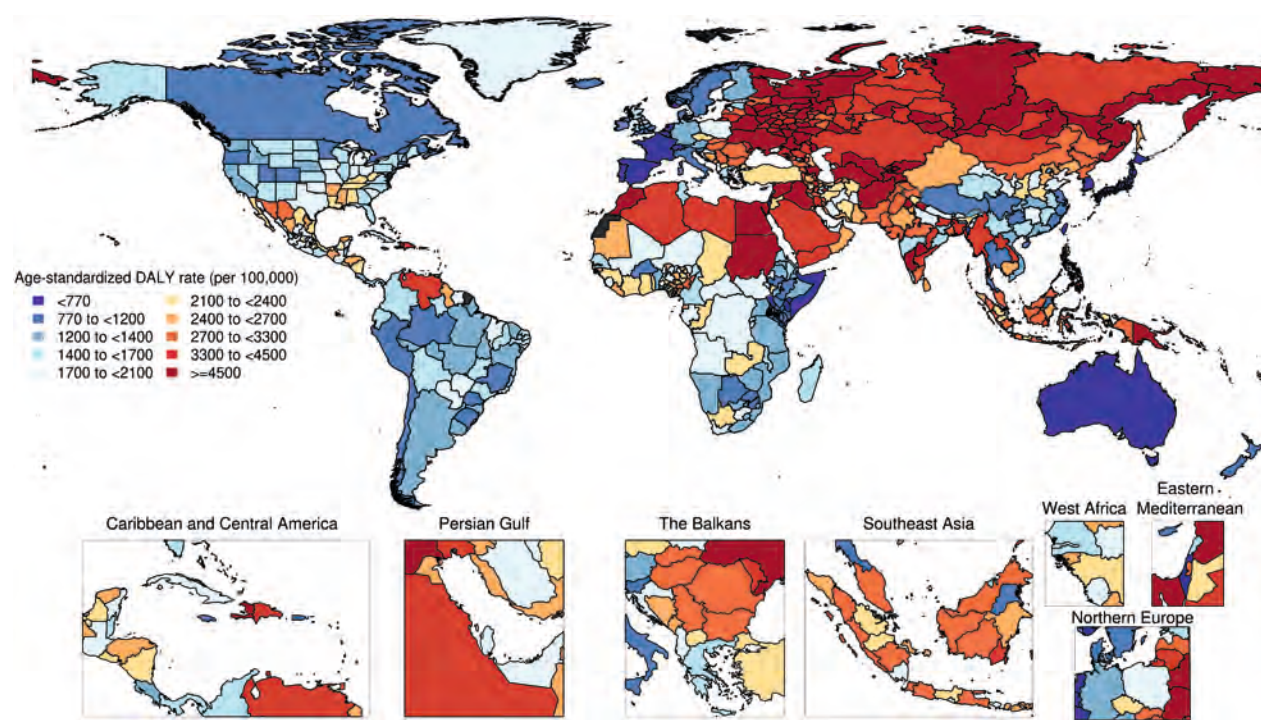 Age-standardized DALY rate (per 100,000)
<770
770 to <1200
1200 to <1400
1400 to <1700
1700 to <2100
2100 to <2400
2400 to <2700
2700 to <3300
3300 to <4500
>=4500
Caribbean and Central America
Persian Gulf
The Balkans
Southeast Asia
West Africa
Eastern
Mediterranean
Northern Europe